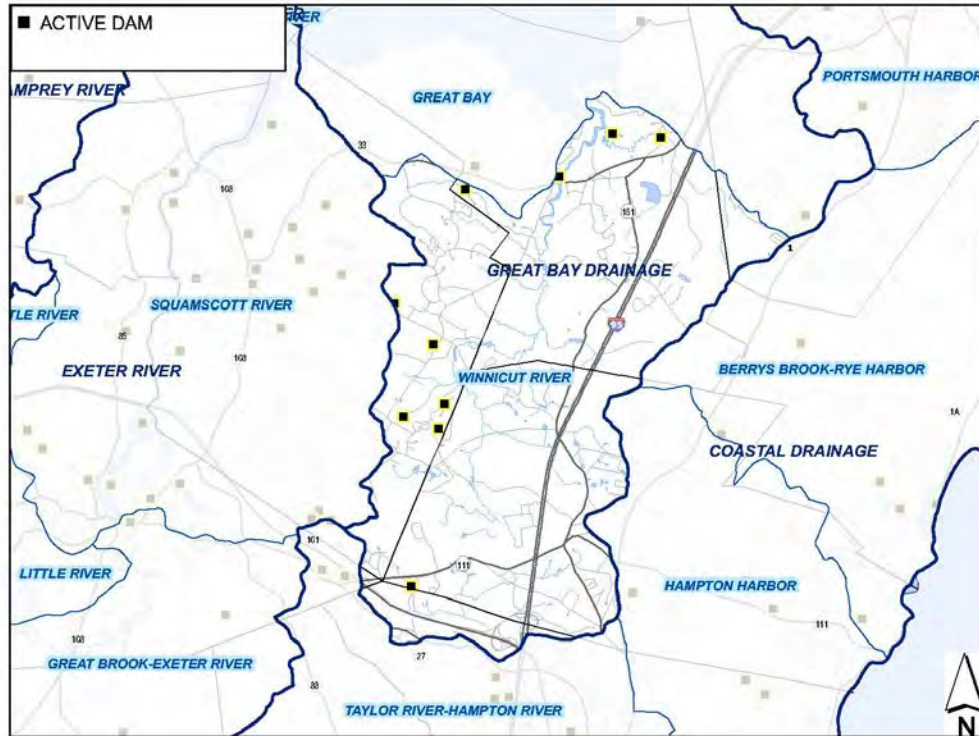 ACTIVE DAM
ER
RIVER
AMPREY RIVER
GREAT BAY
PORTSMOUTH HARBOR
33
108
151
1
GREAT BAY DRAINAGE
SQUAMSCOTT RIVER
TLE RIVER
95
85
108
EXETER RIVER
WINNICUT RIVER
BERRYS BROOK-RYE HARBOR
1A
COASTAL DRAINAGE
101
111
LITTLE RIVER
HAMPTON HARBOR
108
111
27
GREAT BROOK-EXETER RIVER
88
TAYLOR RIVER-HAMPTON RIVER
N